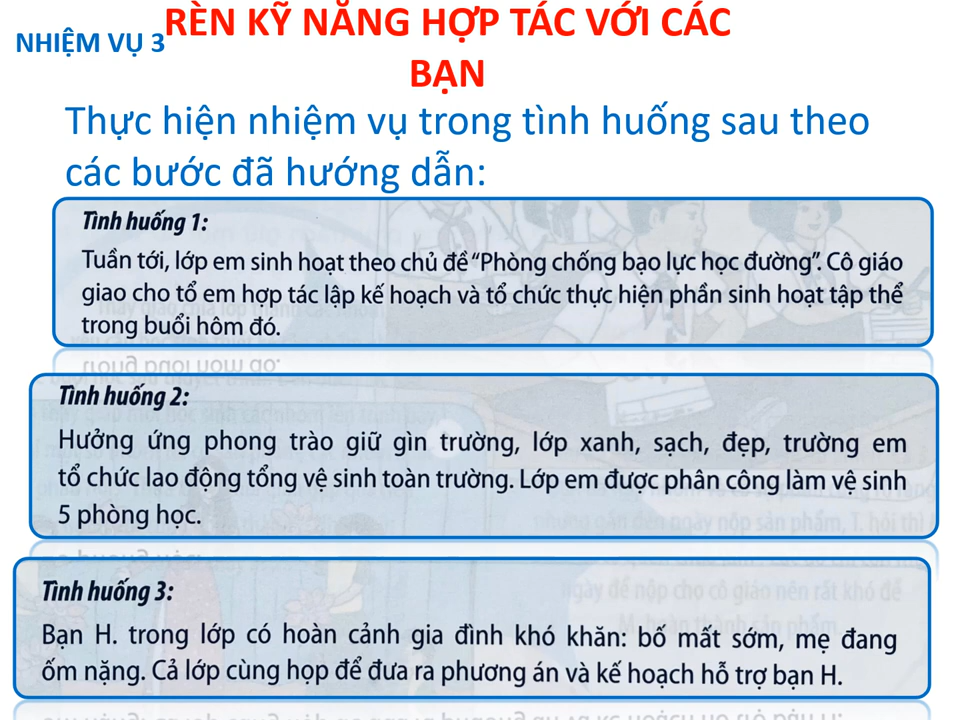 RÈN KỸ NĂNG HỢP TÁC VỚI CÁC
NHIỆM VỤ 3
BẠN
Thực hiện nhiệm vụ trong tình huống sau theo
các bước đã hướng dẫn:
Tình huống 1:
Tuần tới, lớp em sinh hoạt theo chủ đề “Phòng chống bạo lực học đường”. Cô giáo
giao cho tổ em hợp tác lập kế hoạch và tổ chức thực hiện phần sinh hoạt tập thể
trong buổi hôm đó.
Tình huống 2:
Hưởng ứng phong trào giữ gìn trường, lớp xanh, sạch, đẹp, trường em
tổ chức lao động tổng vệ sinh toàn trường. Lớp em được phân công làm vệ sinh
5 phòng học.
Tình huống 3:
Bạn H. trong lớp có hoàn cảnh gia đình khó khăn: bố mất sớm, mẹ đang
ốm nặng. Cả lớp cùng họp để đưa ra phương án và kế hoạch hỗ trợ bạn H.